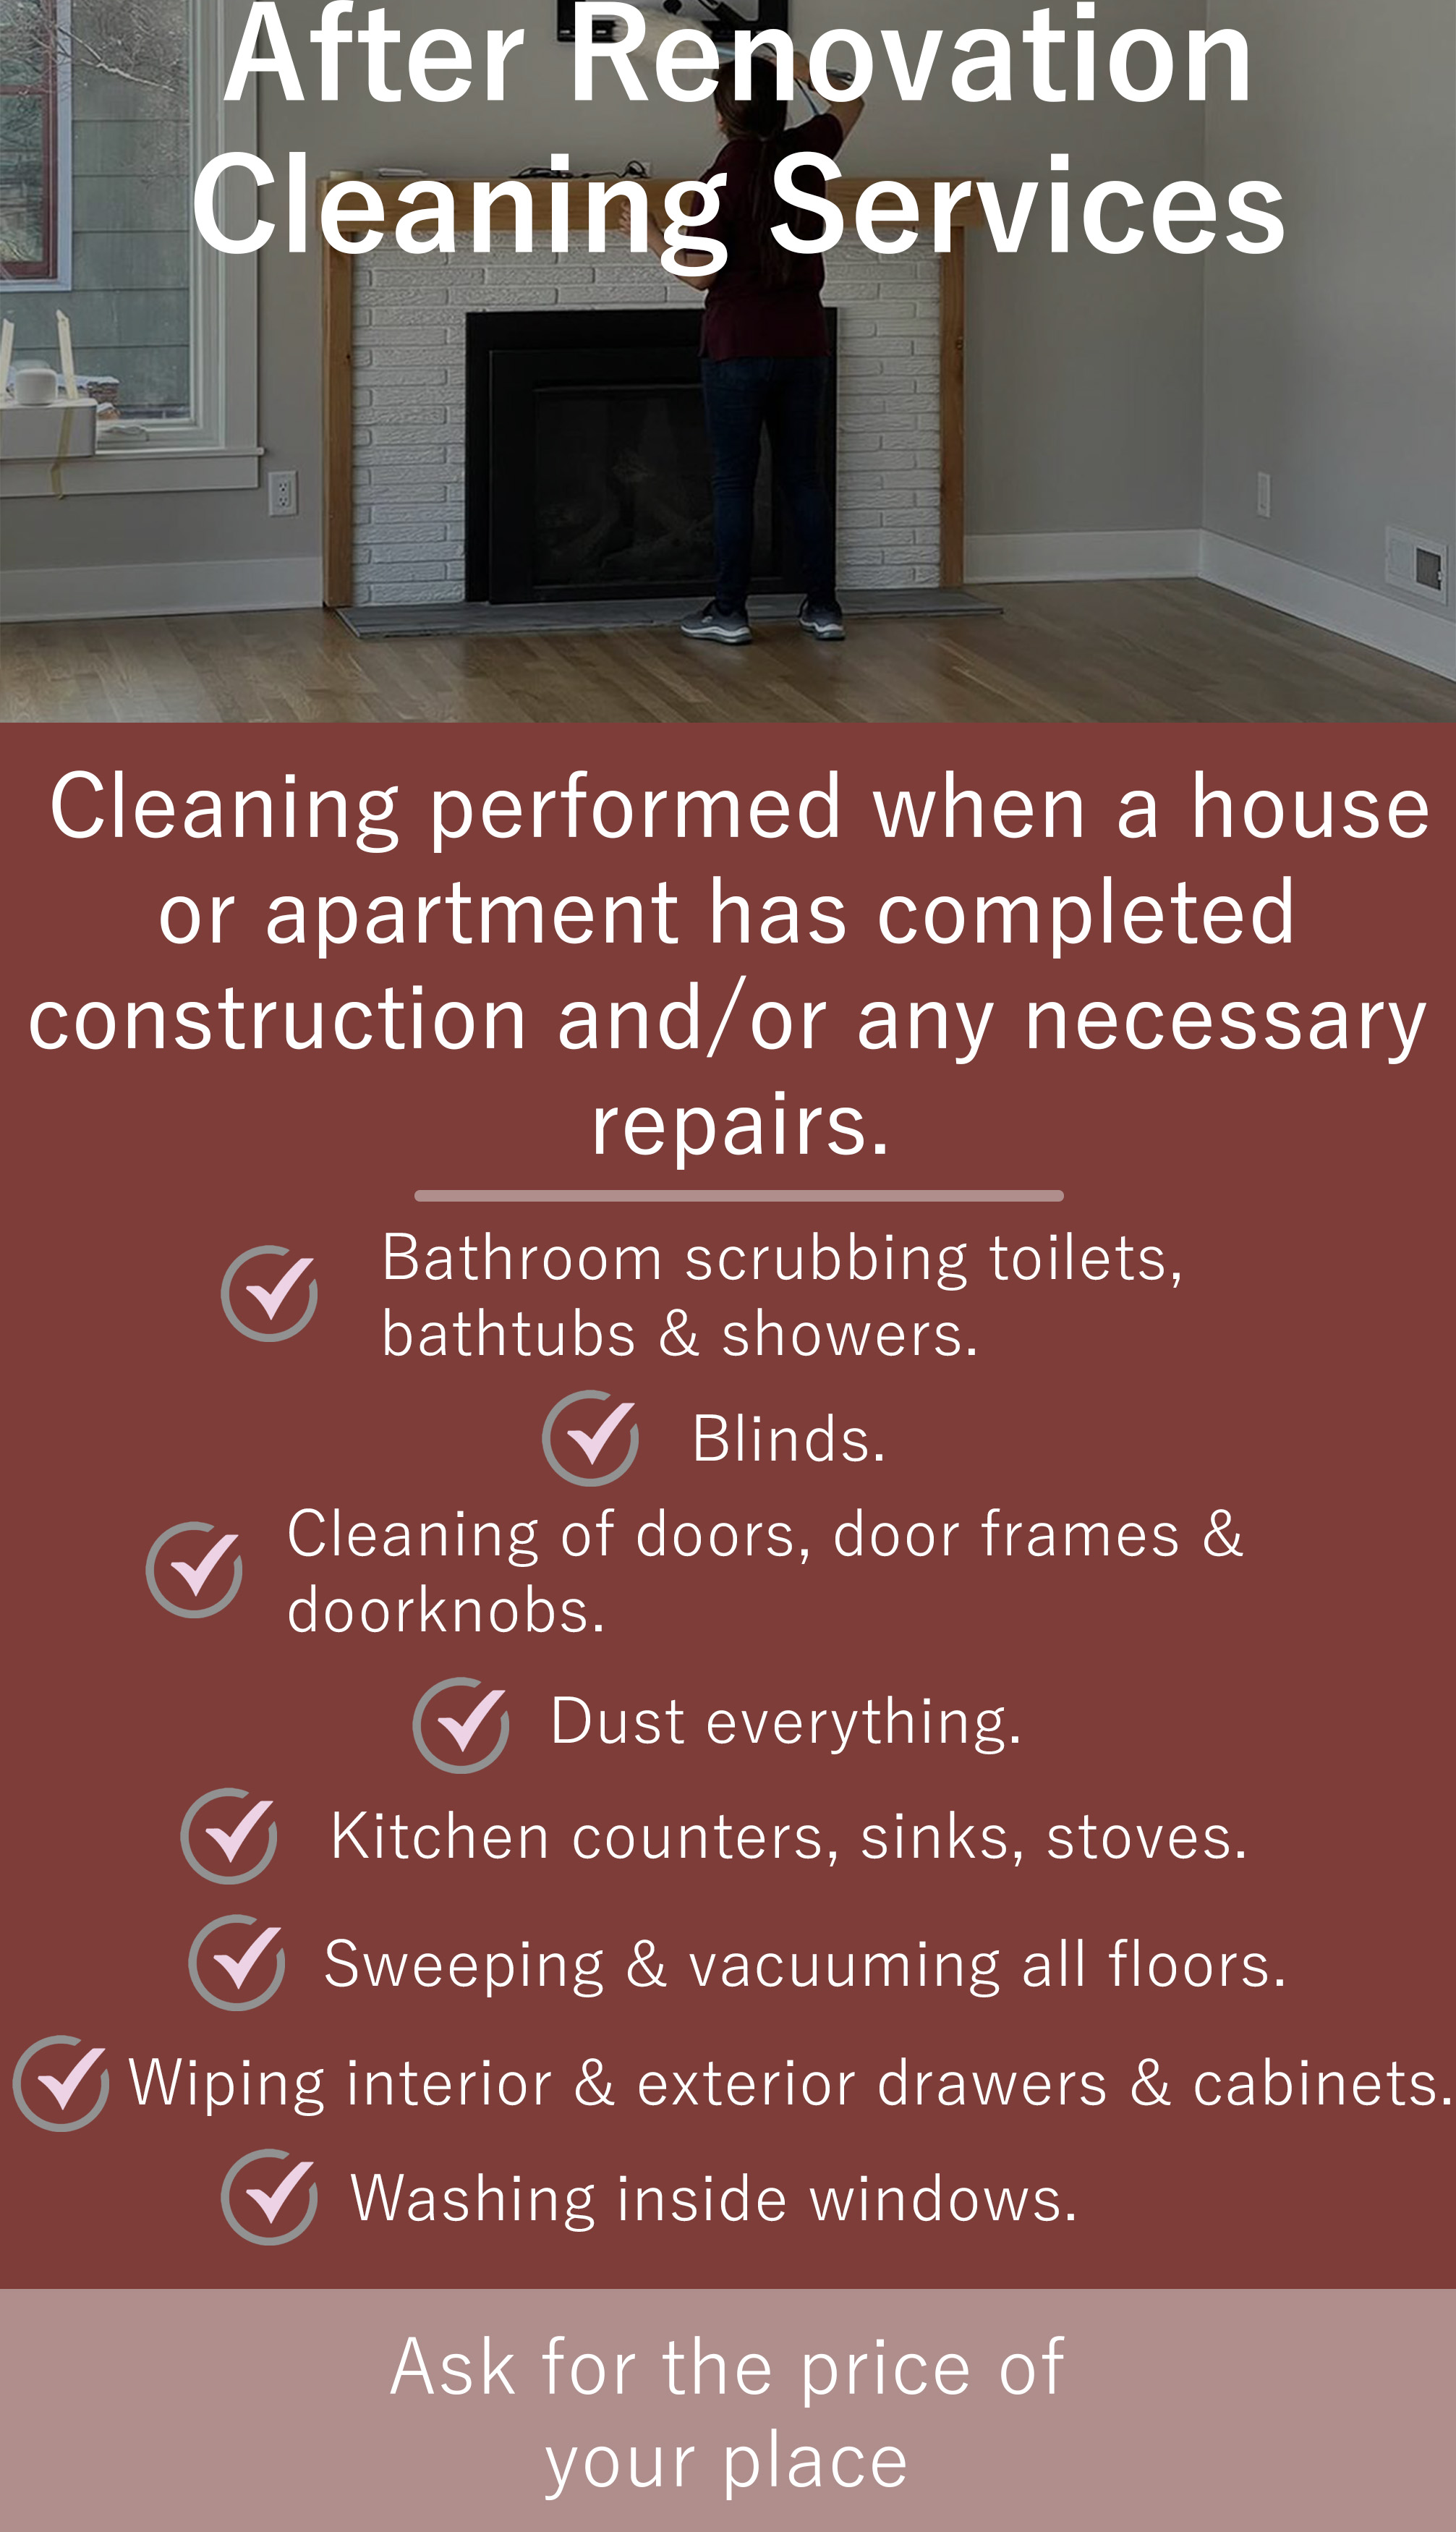 After Renovation
Cleaning Services
Cleaning performed when a house
or apartment has completed
construction and/or any necessary
repairs.
Bathroom scrubbing toilets,
bathtubs & showers.
Blinds.
Cleaning of doors, door frames &
doorknobs.
Dust everything.
Kitchen counters, sinks, stoves.
Sweeping & vacuuming all floors.
Wiping interior & exterior drawers & cabinets.
Washing inside windows.
Ask for the price of
your place